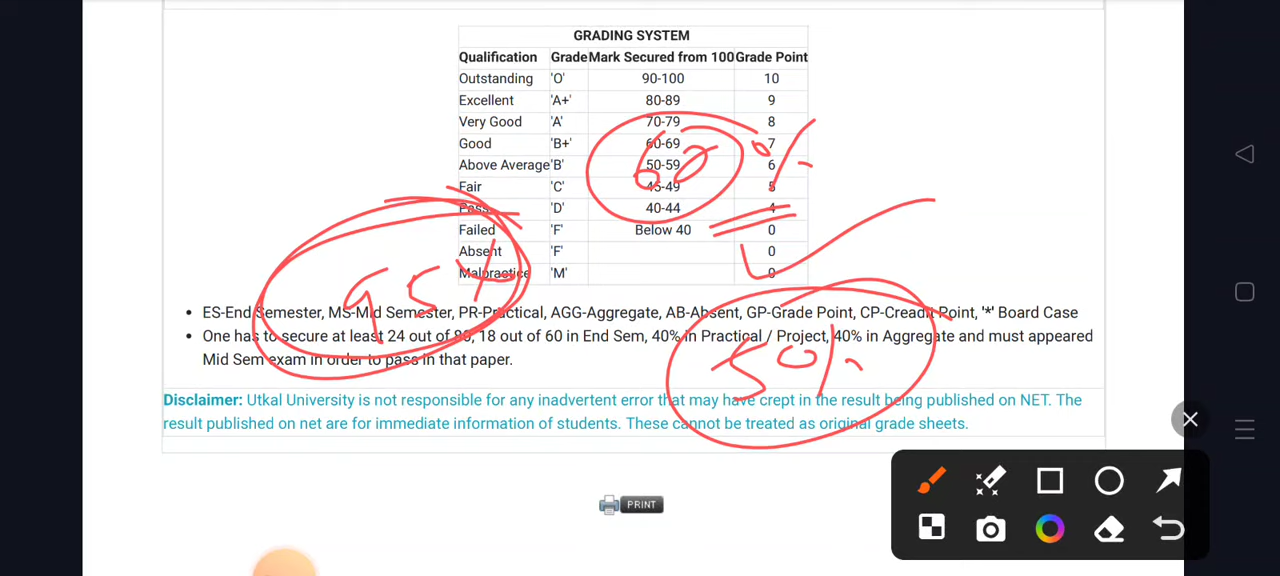 GRADING SYSTEM
Qualification Grade Mark Secured from 100 Grade Point
Outstanding 'O' 90-100 10
Excellent 'A+' 80-89 9
Very Good 'A' 70-79 8
Good 'B+' 60-69 7
Above Average 'B' 50-59 6
Fair 'C' 45-49 5
Pass 'D' 40-44 4
Failed 'F' Below 40 0
Absent 'F' 0
Malpractice 'M' 0
60 %
50%
ES-End Semester, MS-Mid Semester, PR-Practical, AGG-Aggregate, AB-Absent, GP-Grade Point, CP-Creadit Point, '*' Board Case
One has to secure at least 24 out of 80, 18 out of 60 in End Sem, 40% in Practical / Project, 40% in Aggregate and must appeared
Mid Sem exam in order to pass in that paper.
Disclaimer: Utkal University is not responsible for any inadvertent error that may have crept in the result being published on NET. The
result published on net are for immediate information of students. These cannot be treated as original grade sheets.
PRINT